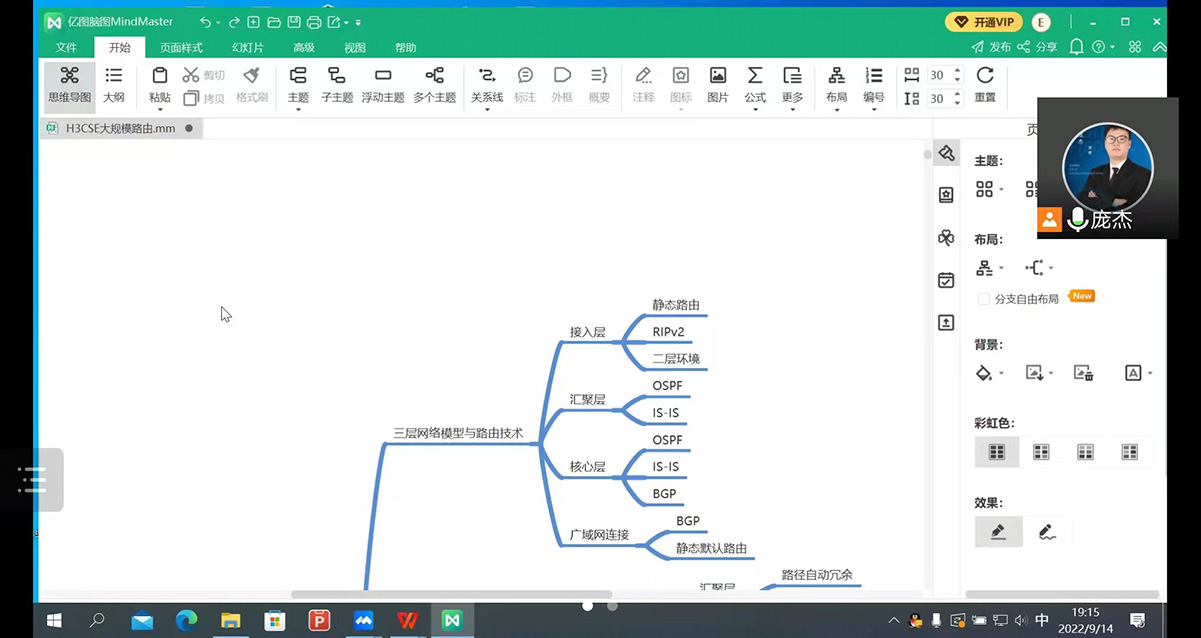 亿图脑图MindMaster
开通VIP
E
文件
开始
页面样式
幻灯片
高级
视图
帮助
发布
分享
思维导图
大纲
粘贴
剪切
拷贝
格式刷
主题
子主题
浮动主题
多个主题
关系线
标注
外框
概要
注释
图标
图片
公式
更多
布局
编号
30
30
重置
H3CSE大规模路由.mm
页
主题:
庞杰
布局:
分支自由布局
New
背景:
彩虹色:
效果:
静态路由
接入层
RIPv2
二层环境
OSPF
汇聚层
IS-IS
三层网络模型与路由技术
OSPF
核心层
IS-IS
BGP
BGP
广域网连接
静态默认路由
路径自动冗余
汇聚层
中
19:15
2022/9/14